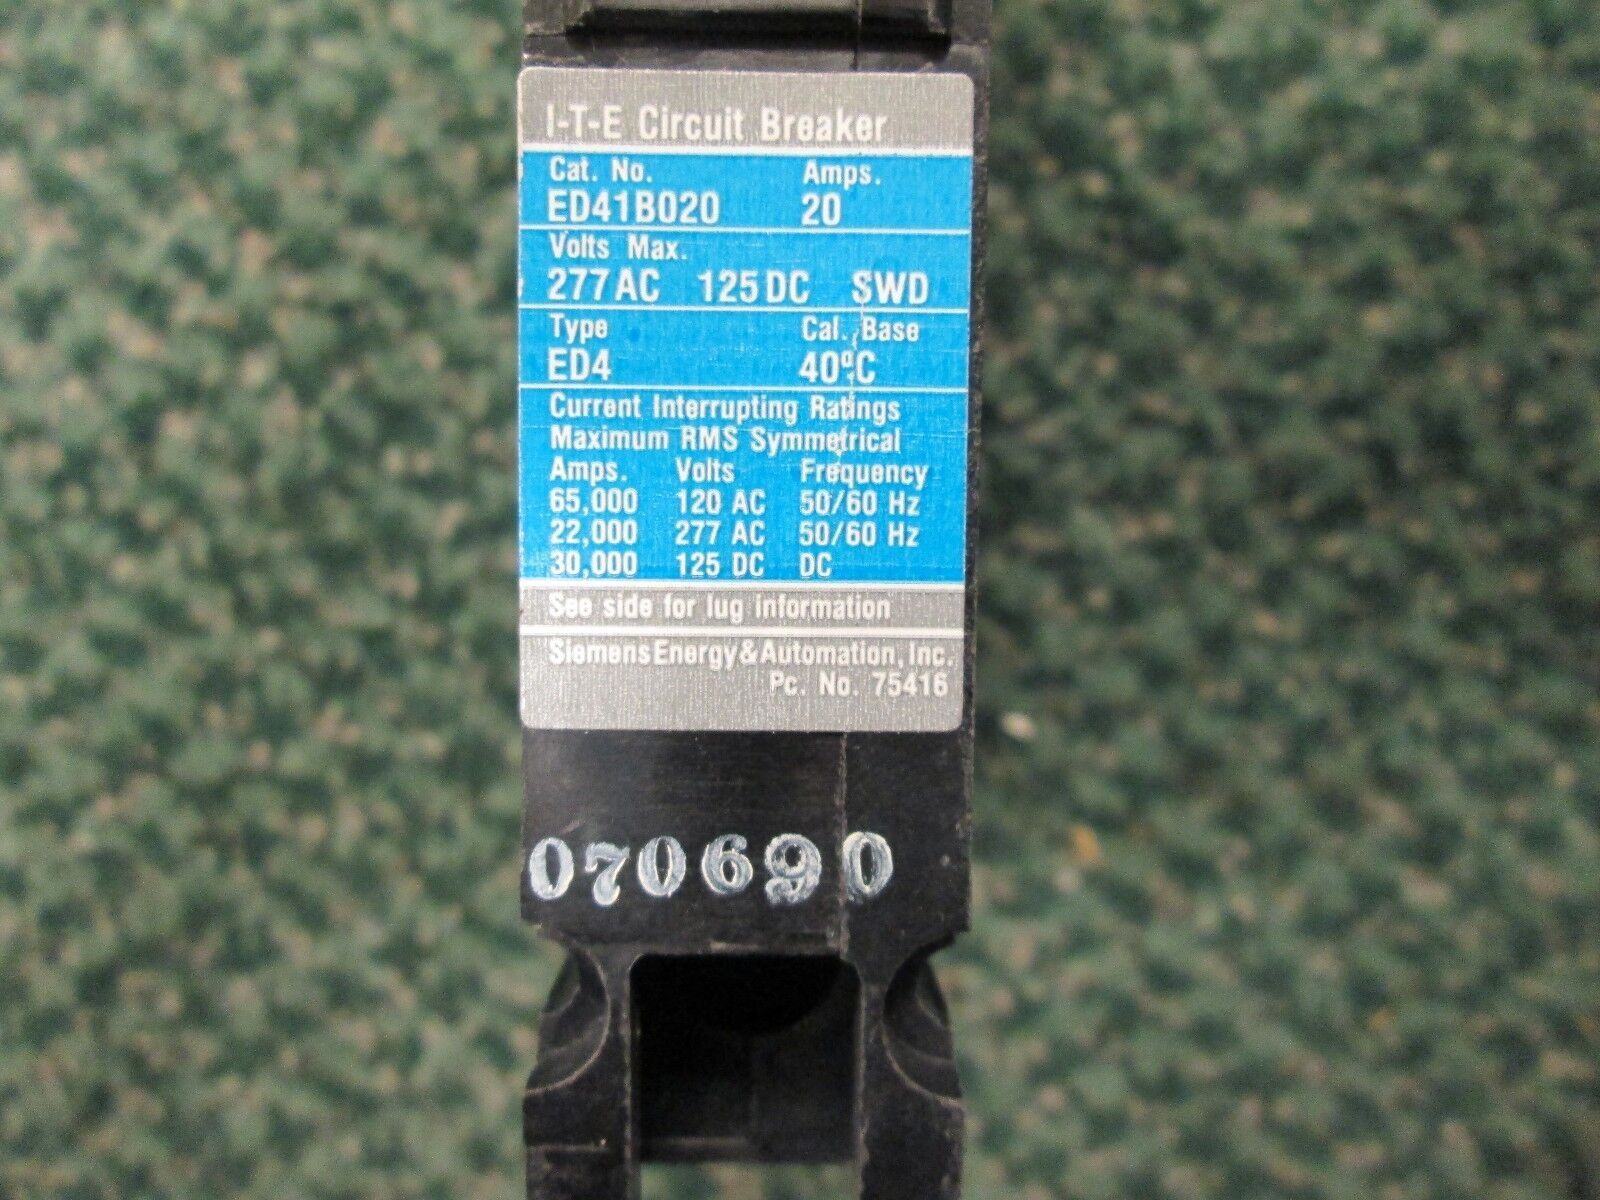 I-T-E Circuit Breaker
Cat. No. Amps.
ED41B020 20
Volts Max.
277 AC 125 DC SWD
Type Cal. Base
ED4 40°C
Current Interrupting Ratings
Maximum RMS Symmetrical
Amps. Volts Frequency
65,000 120 AC 50/60 Hz
22,000 277 AC 50/60 Hz
30,000 125 DC DC
See side for lug information
Siemens Energy & Automation, Inc.
Pc. No. 75416
070690